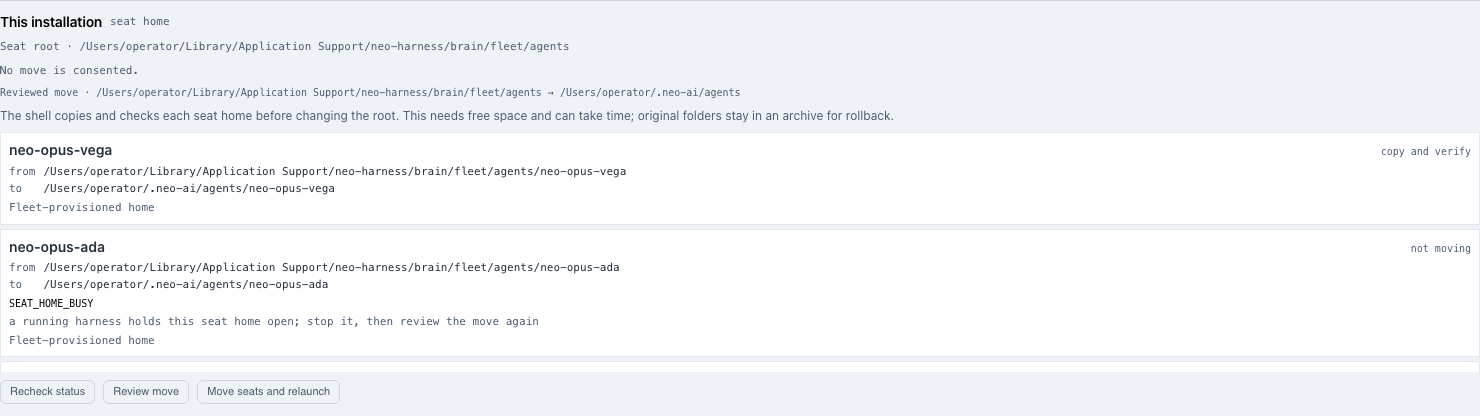 This installation seat home
Seat root · /Users/operator/Library/Application Support/neo-harness/brain/fleet/agents
No move is consented.
Reviewed move · /Users/operator/Library/Application Support/neo-harness/brain/fleet/agents → /Users/operator/.neo-ai/agents
The shell copies and checks each seat home before changing the root. This needs free space and can take time; original folders stay in an archive for rollback.
neo-opus-vega copy and verify
from /Users/operator/Library/Application Support/neo-harness/brain/fleet/agents/neo-opus-vega
to /Users/operator/.neo-ai/agents/neo-opus-vega
Fleet-provisioned home
neo-opus-ada not moving
from /Users/operator/Library/Application Support/neo-harness/brain/fleet/agents/neo-opus-ada
to /Users/operator/.neo-ai/agents/neo-opus-ada
SEAT_HOME_BUSY
a running harness holds this seat home open; stop it, then review the move again
Fleet-provisioned home
Recheck status Review move Move seats and relaunch